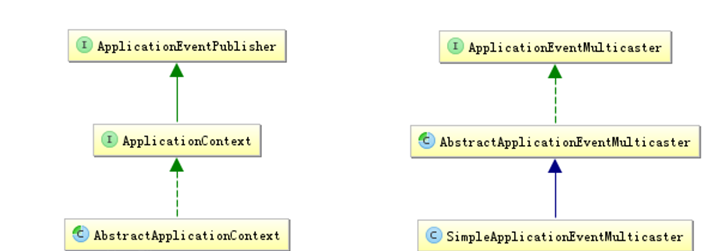 I ApplicationEventPublisher
I ApplicationEventMulticaster
I ApplicationContext
C AbstractApplicationEventMulticaster
C AbstractApplicationContext
C SimpleApplicationEventMulticaster